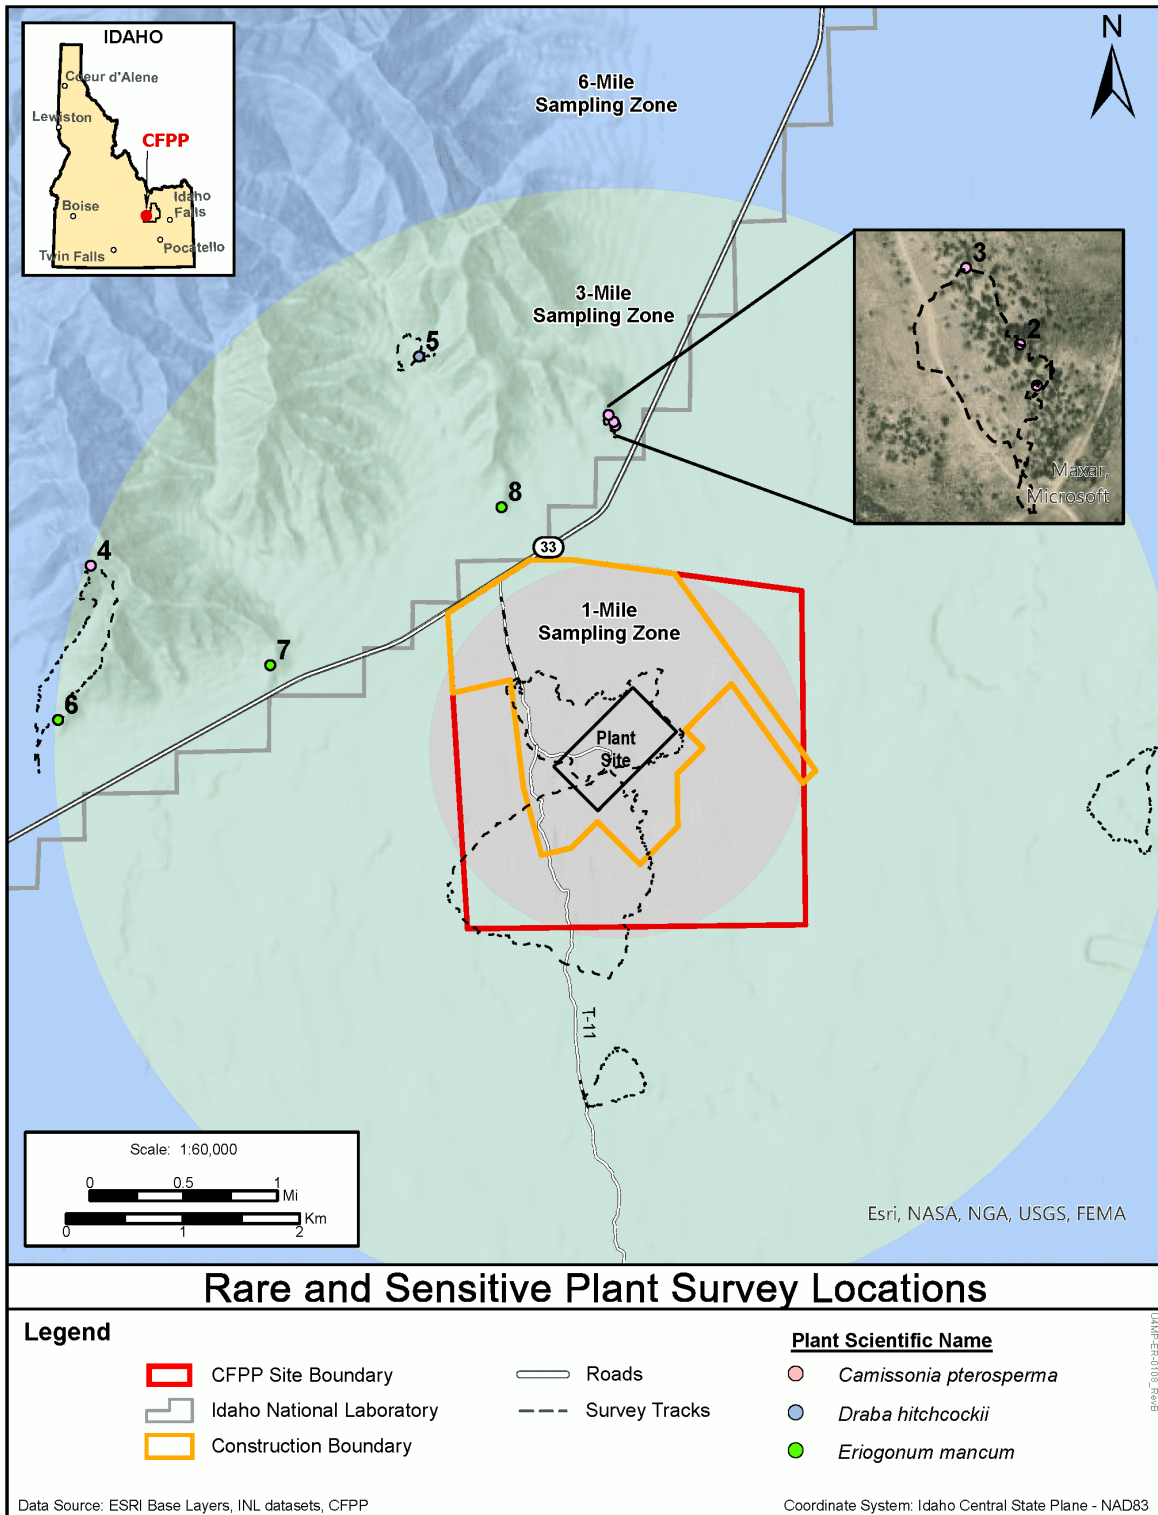 IDAHO
Coeur d'Alene
Lewiston
CFPP
Boise
Idaho
Falls
Twin Falls
Pocatello
6-Mile
Sampling Zone
N
3-Mile
Sampling Zone
3
2
1
Maxar,
Microsoft
5
8
4
33
7
6
1-Mile
Sampling Zone
Plant
Site
T-11
Scale: 1:60,000
0 0.5 1
Mi
Km
0 1 2
Esri, NASA, NGA, USGS, FEMA
Rare and Sensitive Plant Survey Locations
Legend
CFPP Site Boundary
Idaho National Laboratory
Construction Boundary
Roads
Survey Tracks
Plant Scientific Name
Camissonia pterosperma
Draba hitchcockii
Eriogonum mancum
U4MP-ER-0108_RevB
Data Source: ESRI Base Layers, INL datasets, CFPP
Coordinate System: Idaho Central State Plane - NAD83